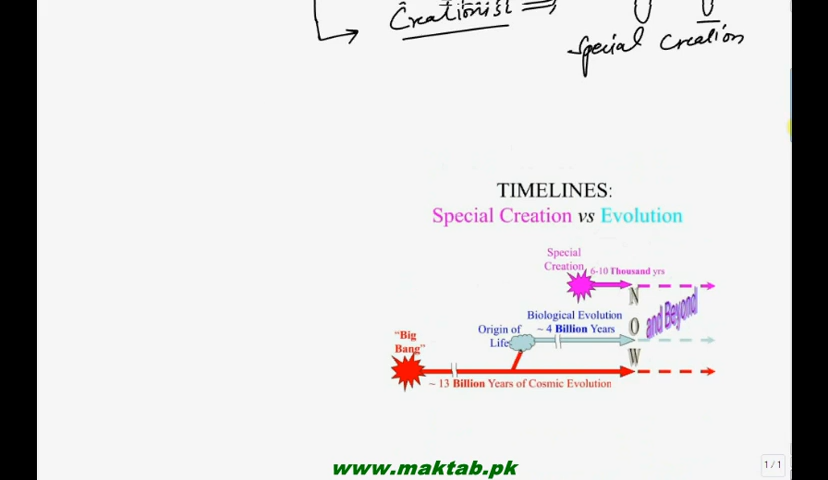 Creationist ⇒
Special Creation
TIMELINES:
Special Creation vs Evolution
Special
Creation
6-10 Thousand yrs
N
O
W
and Beyond!
Biological Evolution
~ 4 Billion Years
Origin of
Life
"Big
Bang"
~ 13 Billion Years of Cosmic Evolution
www.maktab.pk
1/1